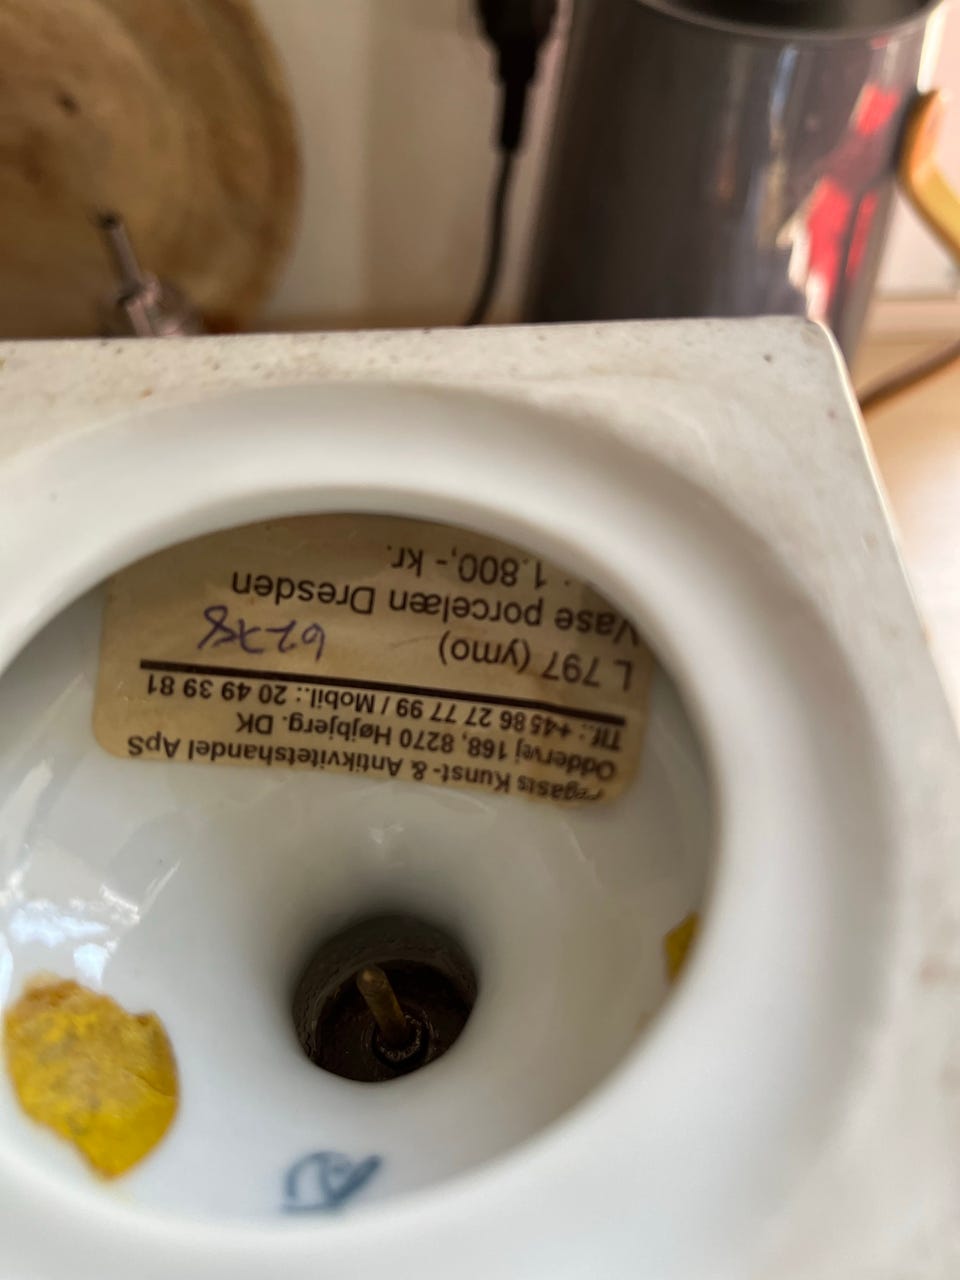 Pegasis Kunst- & Antikvitetshandel ApS
Oddervej 168, 8270 Højbjerg. DK
Tlf.: +45 86 27 77 99 / Mobil.: 20 49 39 81
L 797 (ymo)
Vase porcelæn Dresden
1.800,- kr.